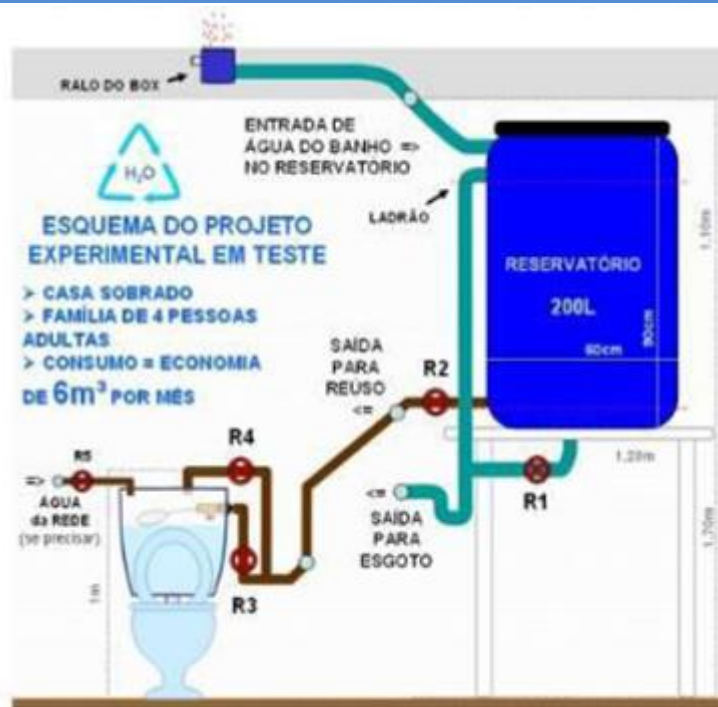 RALO DO BOX
ENTRADA DE
ÁGUA DO BANHO =>
NO RESERVATÓRIO
H₂O
ESQUEMA DO PROJETO
EXPERIMENTAL EM TESTE
➢ CASA SOBRADO
➢ FAMÍLIA DE 4 PESSOAS
ADULTAS
➢ CONSUMO = ECONOMIA
DE 6m³ POR MÊS
LADRÃO
RESERVATÓRIO
200L
90cm
60cm
1,10m
SAÍDA
PARA
REÚSO
<=
R2
R4
R5
=>
ÁGUA
da REDE
(se precisar)
R3
1m
<=
SAÍDA
PARA
ESGOTO
R1
1,20m
1,70m